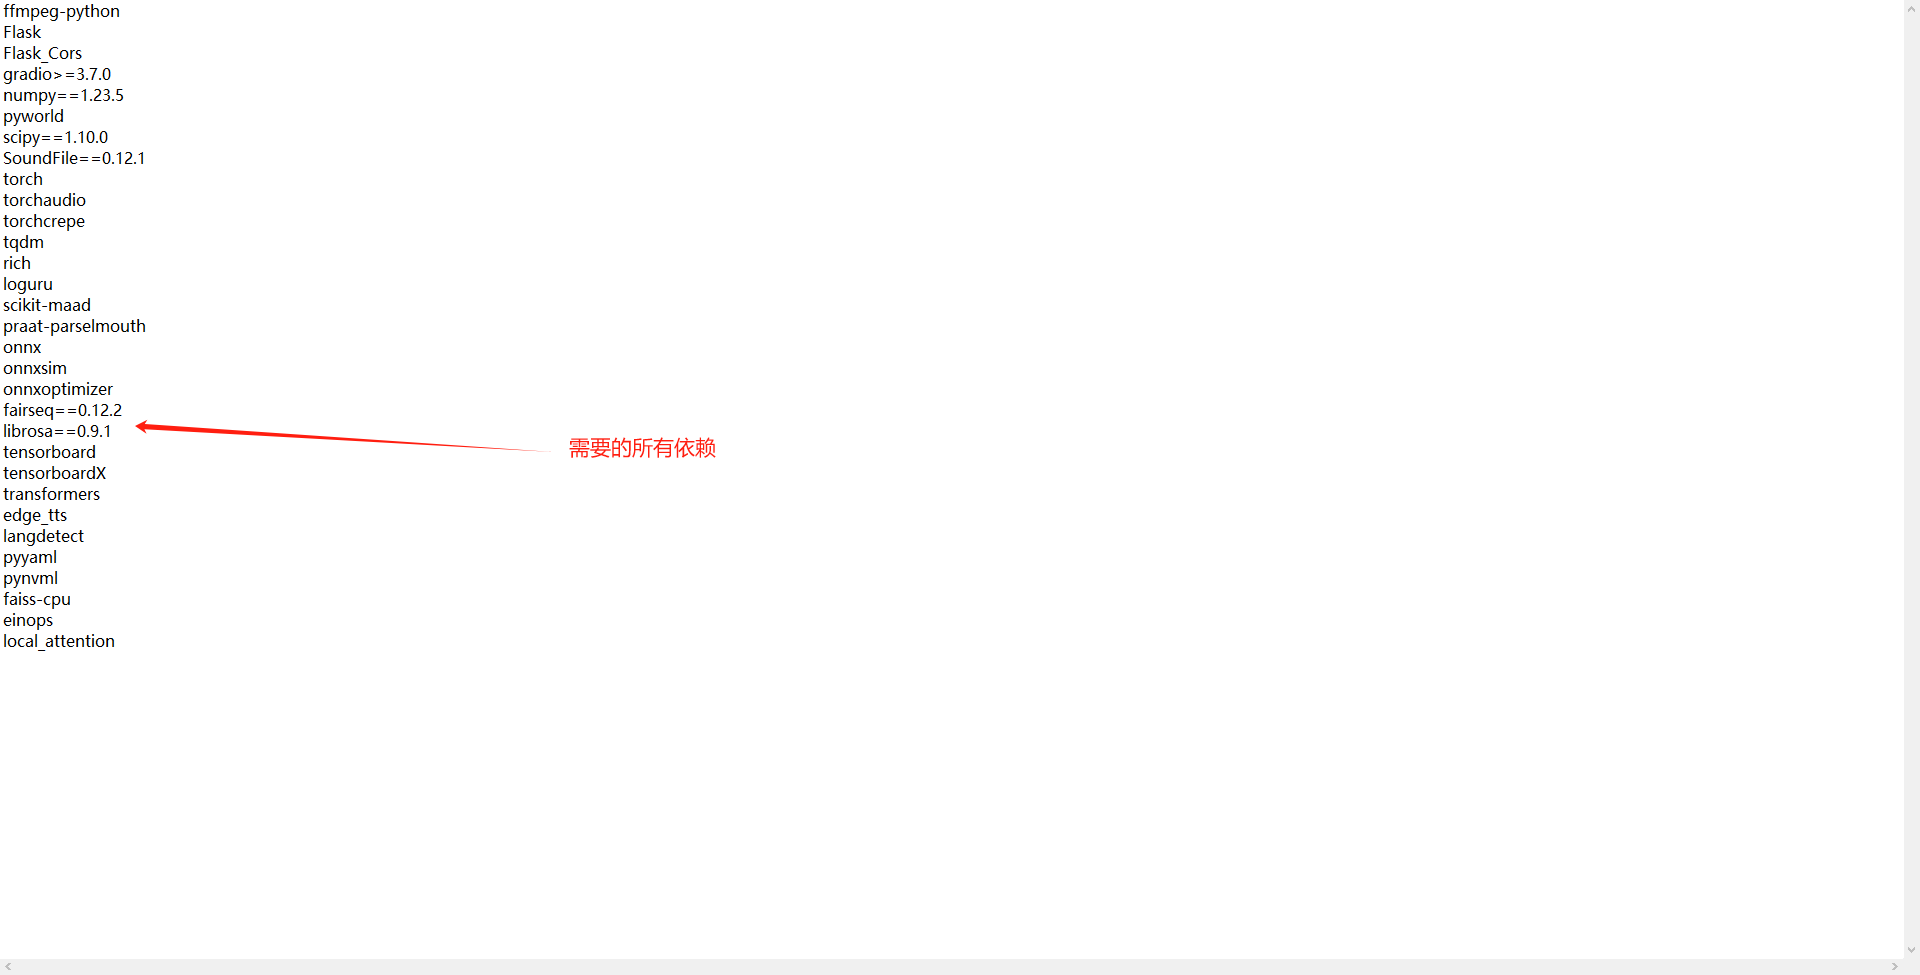 ffmpeg-python
Flask
Flask_Cors
gradio>=3.7.0
numpy==1.23.5
pyworld
scipy==1.10.0
SoundFile==0.12.1
torch
torchaudio
torchcrepe
tqdm
rich
loguru
scikit-maad
praat-parselmouth
onnx
onnxsim
onnxoptimizer
fairseq==0.12.2
librosa==0.9.1
需要的所有依赖
tensorboard
tensorboardX
transformers
edge_tts
langdetect
pyyaml
pynvml
faiss-cpu
einops
local_attention